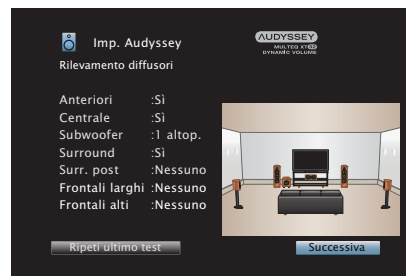 Imp. Audyssey
AUDYSSEY
MULTEQ XT32
DYNAMIC VOLUME
Rilevamento diffusori
Anteriori :Sì
Centrale :Sì
Subwoofer :1 altop.
Surround :Sì
Surr. post :Nessuno
Frontali larghi :Nessuno
Frontali alti :Nessuno
Ripeti ultimo test
Successiva